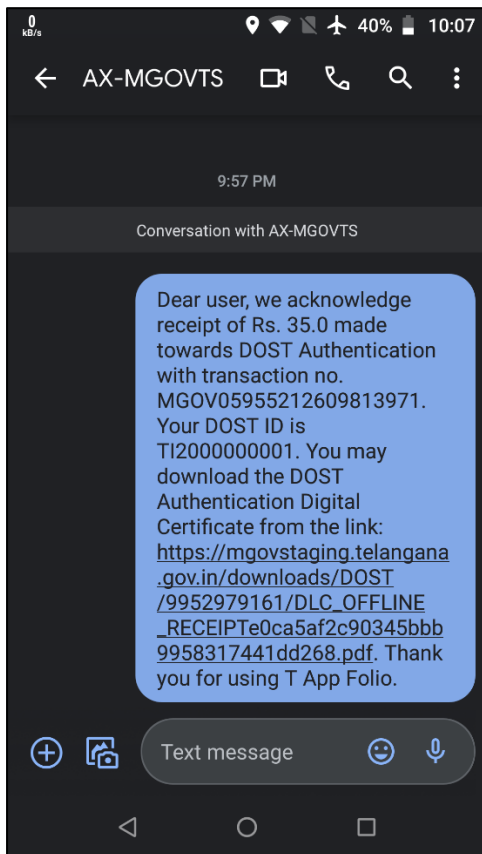 0
kB/s
40%
10:07
AX-MGOVTS
9:57 PM
Conversation with AX-MGOVTS
Dear user, we acknowledge
receipt of Rs. 35.0 made
towards DOST Authentication
with transaction no.
MGOV05955212609813971.
Your DOST ID is
TI2000000001. You may
download the DOST
Authentication Digital
Certificate from the link:
https://mgovstaging.telangana
.gov.in/downloads/DOST
/9952979161/DLC_OFFLINE
_RECEIPTe0ca5af2c90345bbb
9958317441dd268.pdf. Thank
you for using T App Folio.
Text message